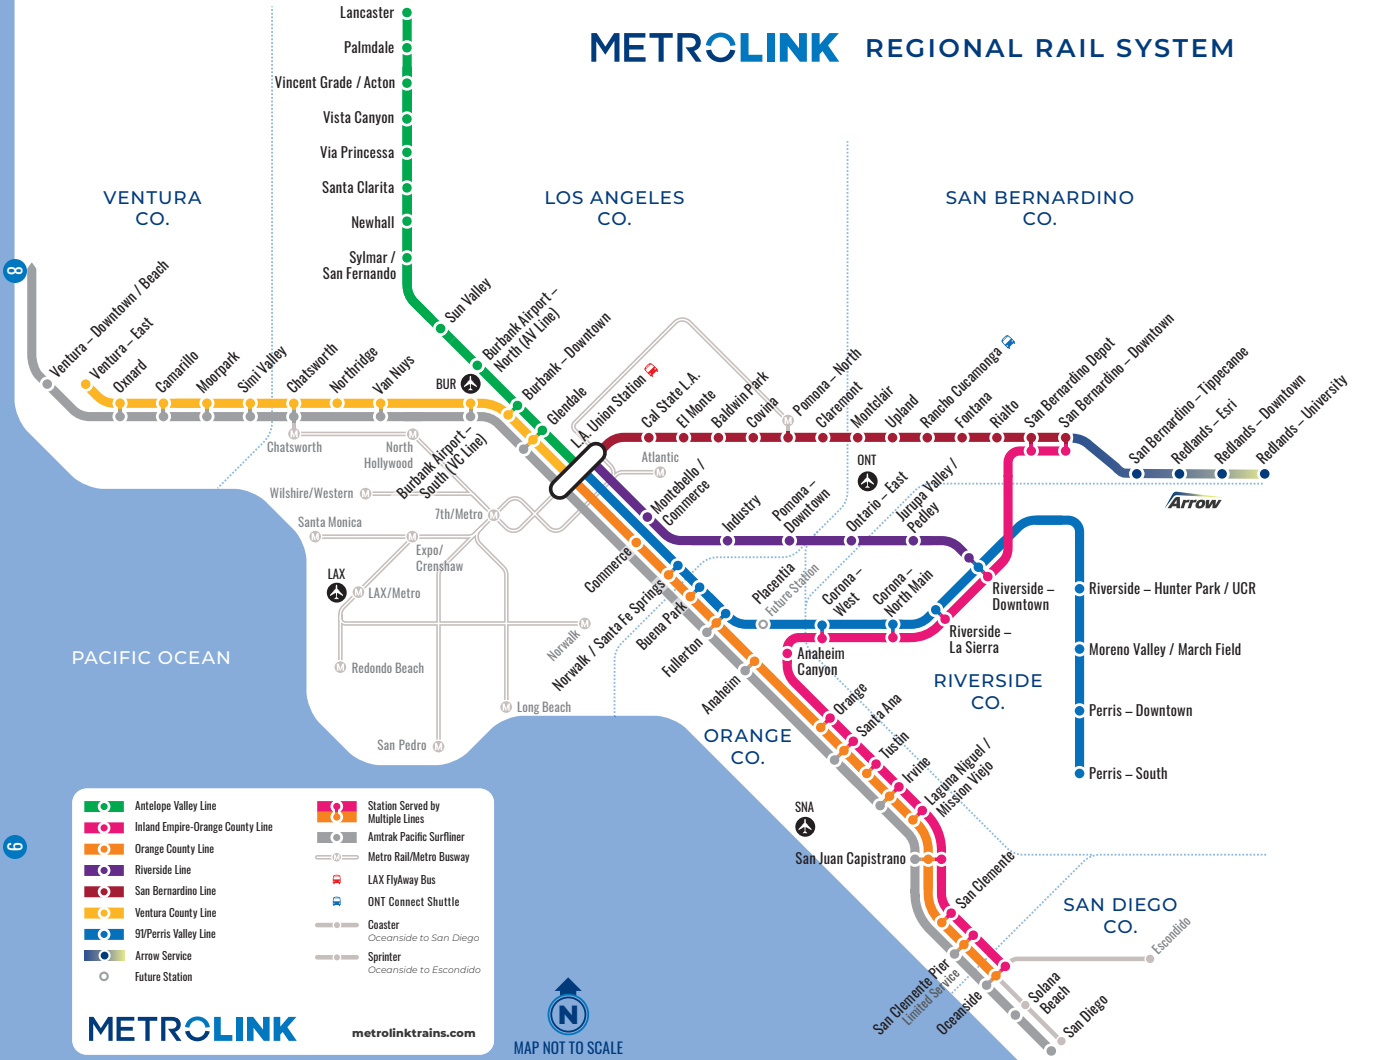 METROLINK REGIONAL RAIL SYSTEM
Lancaster
Palmdale
Vincent Grade / Acton
Vista Canyon
Via Princessa
Santa Clarita
Newhall
Sylmar /
San Fernando
VENTURA
CO.
LOS ANGELES
CO.
SAN BERNARDINO
CO.
8
Ventura – Downtown / Beach
Ventura – East
Oxnard
Camarillo
Moorpark
Simi Valley
Chatsworth
Northridge
Van Nuys
BUR
Sun Valley
Burbank Airport –
North (AV Line)
Burbank – Downtown
Glendale
L.A. Union Station
Burbank Airport –
South (VC Line)
Cal State L.A.
El Monte
Baldwin Park
Covina
Pomona – North
Claremont
Montclair
Upland
Rancho Cucamonga
Fontana
Rialto
San Bernardino Depot
San Bernardino – Downtown
San Bernardino – Tippecanoe
Redlands – Esri
Redlands – Downtown
Redlands – University
Arrow
M
Chatsworth
M
North
Hollywood
Wilshire/Western
M
7th/Metro
M
Atlantic
M
M
Santa Monica
M
M
Expo/
Crenshaw
LAX
M
LAX/Metro
M
Redondo Beach
Norwalk
M
M
Long Beach
San Pedro
M
ONT
Montebello /
Commerce
Industry
Pomona –
Downtown
Ontario – East
Jurupa Valley /
Pedley
Commerce
Norwalk / Santa Fe Springs
Buena Park
Fullerton
Anaheim
Placentia
Future Station
Corona –
West
Corona –
North Main
Riverside –
Downtown
Riverside –
La Sierra
Riverside – Hunter Park / UCR
Moreno Valley / March Field
Perris – Downtown
Perris – South
PACIFIC OCEAN
RIVERSIDE
CO.
ORANGE
CO.
Anaheim
Canyon
Orange
Santa Ana
Tustin
Irvine
Laguna Niguel /
Mission Viejo
SNA
San Juan Capistrano
San Clemente
San Clemente Pier
Limited Service
Oceanside
SAN DIEGO
CO.
Escondido
Solana
Beach
San Diego
9
Antelope Valley Line
Inland Empire-Orange County Line
Orange County Line
Riverside Line
San Bernardino Line
Ventura County Line
91/Perris Valley Line
Arrow Service
Future Station
Station Served by
Multiple Lines
Amtrak Pacific Surfliner
M
Metro Rail/Metro Busway
LAX FlyAway Bus
ONT Connect Shuttle
Coaster
Oceanside to San Diego
Sprinter
Oceanside to Escondido
METROLINK
metrolinktrains.com
N
MAP NOT TO SCALE